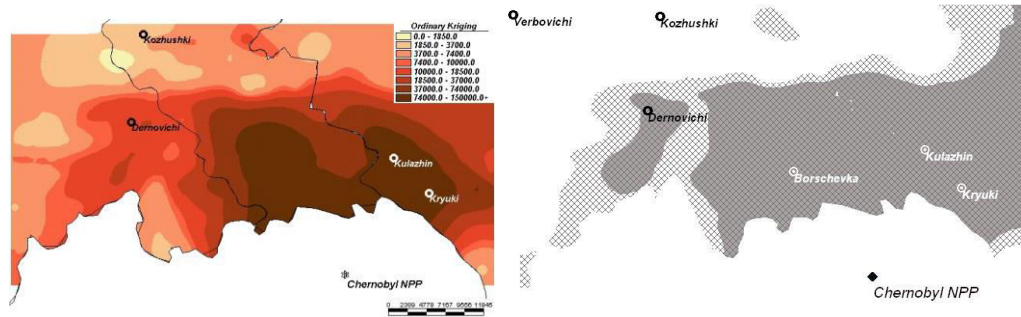 Ordinary Kriging
0.0 - 1850.0
1850.0 - 3700.0
3700.0 - 7400.0
7400.0 - 10000.0
10000.0 - 18500.0
18500.0 - 37000.0
37000.0 - 74000.0
74000.0 - 150000.0+
Kozhushki
Dernovichi
Kulazhin
Kryuki
Chernobyl NPP
0 2389 4778 7167 9556 11945
Verbovichi
Kozhushki
Dernovichi
Kulazhin
Borschevka
Kryuki
Chernobyl NPP